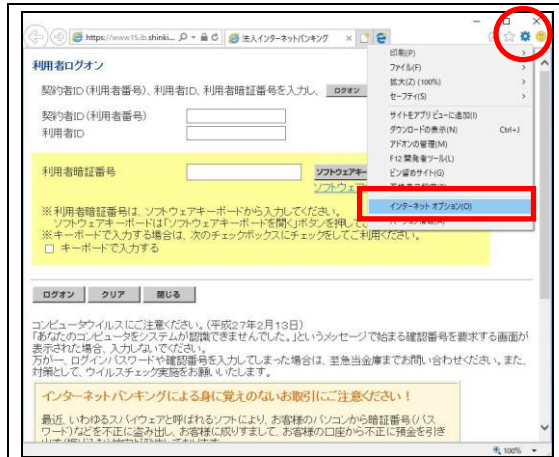 https://www15.ib.shinki...
法人インターネットバンキング
利用者ログオン
契約者ID(利用者番号)、利用者ID、利用者暗証番号を入力し、 ログオン
契約者ID(利用者番号)
利用者ID
利用者暗証番号
ソフトウェアキー
ソフトウェ
※利用者暗証番号は、ソフトウェアキーボードから入力してください。
ソフトウェアキーボードは「ソフトウェアキーボードを開く」ボタンを押して
※キーボードで入力する場合は、次のチェックボックスにチェックをしてご利用ください。
キーボードで入力する
ログオン クリア 閉じる
コンピュータウイルスにご注意ください。(平成27年2月13日)
「あなたのコンピュータをシステムが認識できませんでした。」というメッセージで始まる確認番号を要求する画面が
表示された場合、入力しないでください。
万が一、ログインパスワードや確認番号を入力してしまった場合は、至急当金庫までお問い合わせください。また、
対策として、ウイルスチェック実施をお願いいたします。
インターネットバンキングによる身に覚えのないお取引にご注意ください!
最近、いわゆるスパイウェアと呼ばれるソフトにより、お客様のパソコンから暗証番号(パス
ワード)などを不正に盗み出し、お客様に成りすまして、お客様の口座から不正に預金を引き
印刷(P)
ファイル(F)
拡大(Z) (100%)
セーフティ(S)
サイトをアプリ ビューに追加(I)
ダウンロードの表示(N) Ctrl+J
アドオンの管理(M)
F12 開発者ツール(L)
ピン留めサイト(G)
インターネット オプション(O)
100%